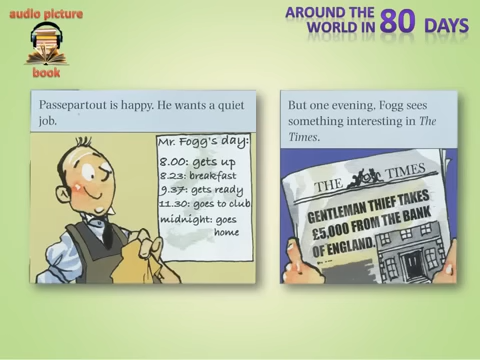 audio picture
book
AROUND THE
WORLD IN 80 DAYS
Passepartout is happy. He wants a quiet
job.
Mr. Fogg's day:
8.00: gets up
8.23: breakfast
9.37: gets ready
11.30: goes to club
midnight: goes
home
But one evening, Fogg sees
something interesting in The
Times.
THE TIMES
GENTLEMAN THIEF TAKES
£5,000 FROM THE BANK
OF ENGLAND.